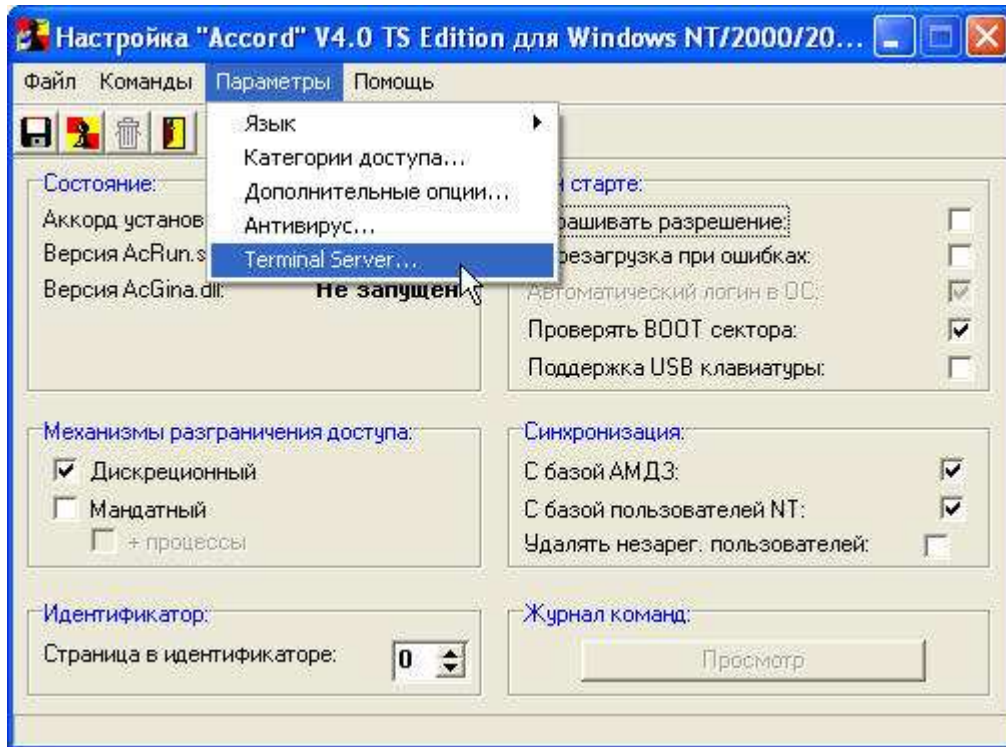 Настройка "Accord" V4.0 TS Edition для Windows NT/2000/20...
Файл Команды Параметры Помощь
Язык
Категории доступа...
Дополнительные опции...
Антивирус...
Terminal Server...
Состояние:
Аккорд установ
Версия AcRun.s
Версия AcGina.dll: Не запущен
старте:
рашивать разрешение:
резагрузка при ошибках:
Автоматический логин в ОС:
Проверять BOOT сектора:
Поддержка USB клавиатуры:
Механизмы разграничения доступа:
Дискреционный
Мандатный
+ процессы
Синхронизация:
С базой АМДЗ:
С базой пользователей NT:
Удалять незарег. пользователей:
Идентификатор:
Страница в идентификаторе: 0
Журнал команд:
Просмотр